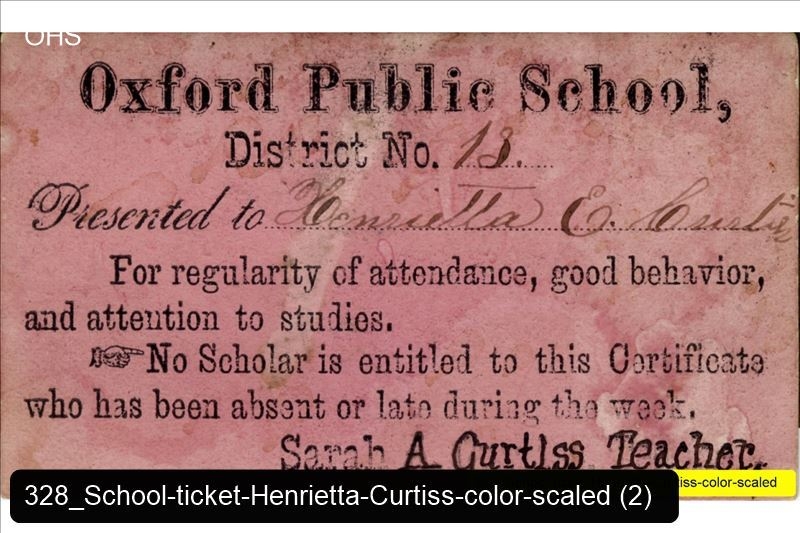 OHS
Oxford Public School,
District No. 13.
Presented to Henrietta E. Curtiss
For regularity of attendance, good behavior,
and attention to studies.
☞ No Scholar is entitled to this Certificate
who has been absent or late during the week.
Sarah A Curtiss Teacher.
tiss-color-scaled
328_School-ticket-Henrietta-Curtiss-color-scaled (2)